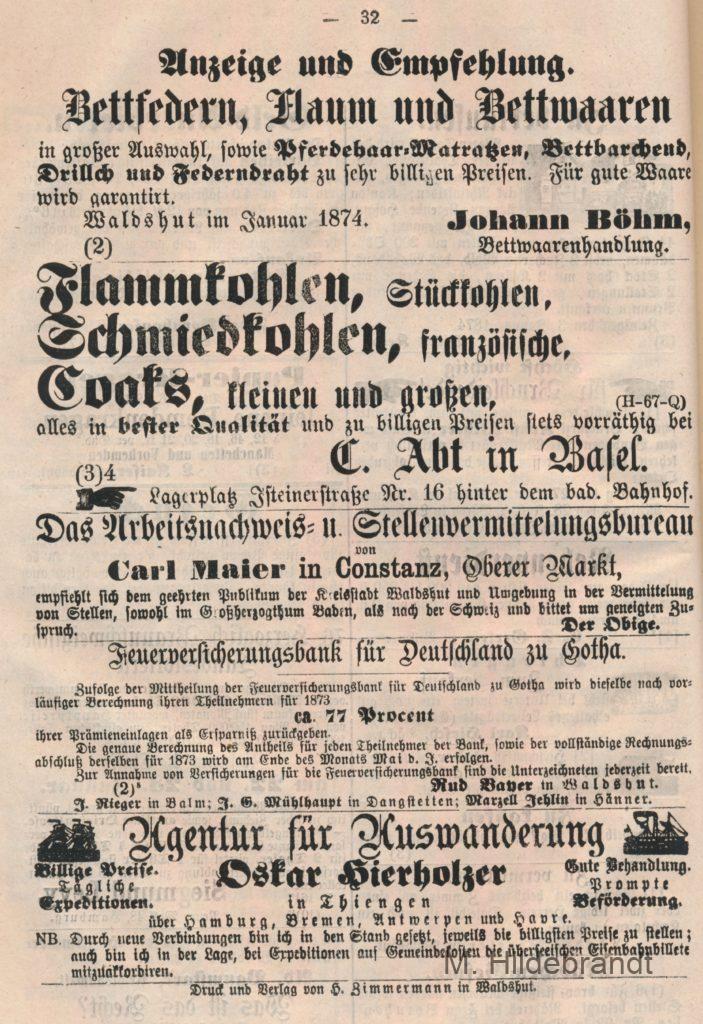 — 32 —
Anzeige und Empfehlung.
Bettfedern, Flaum und Bettwaaren
in großer Auswahl, sowie Pferdehaar-Matratzen, Bettbarchend,
Drillch und Federndraht zu sehr billigen Preisen. Für gute Waare
wird garantirt.
Waldshut im Januar 1874. Johann Böhm,
(2) Bettwaarenhandlung.
Flammkohlen, Stückkohlen,
Schmiedkohlen, französische,
Coaks, kleinen und großen, (H-67-Q)
alles in bester Qualität und zu billigen Preisen stets vorräthig bei
(3)4 C. Abt in Basel.
Lagerplatz Isteinerstraße Nr. 16 hinter dem bad. Bahnhof.
Das Arbeitsnachweis- u. Stellenvermittelungsbureau
von
Carl Maier in Constanz, Oberer Markt,
empfiehlt sich dem geehrten Publikum der Kreisstadt Waldshut und Umgebung in der Vermittelung
von Stellen, sowohl im Großherzogthum Baden, als nach der Schweiz und bittet um geneigten Zu-
spruch. Der Obige.
Feuerversicherungsbank für Deutschland zu Gotha.
Zufolge der Mittheilung der Feuerversicherungsbank für Deutschland zu Gotha wird dieselbe nach vor-
läufiger Berechnung ihren Theilnehmern für 1873
ca. 77 Procent
ihrer Prämieneinlagen als Ersparniß zurückgeben.
Die genaue Berechnung des Antheils für jeden Theilnehmer der Bank, sowie der vollständige Rechnungs-
abschluß derselben für 1873 wird am Ende des Monats Mai d. J. erfolgen.
Zur Annahme von Versicherungen für die Feuerversicherungsbank sind die Unterzeichneten jederzeit bereit.
(2) Rud Bayer in Waldshut.
J. Rieger in Balm; J. G. Mühlhaupt in Dangstetten; Marzell Jehlin in Hänner.
Agentur für Auswanderung
Billige Preise. Oskar Hierholzer Gute Behandlung.
Tägliche Prompte
Expeditionen. in Thiengen Beförderung.
über Hamburg, Bremen, Antwerpen und Havre.
NB. Durch neue Verbindungen bin ich in den Stand gesetzt, jeweils die billigsten Preise zu stellen;
auch bin ich in der Lage, bei Expeditionen auf Gemeindekosten die überseeischen Eisenbahnbillete
mitzuakkordiren.
M. Hildebrandt
Druck und Verlag von H. Zimmermann in Waldshut.